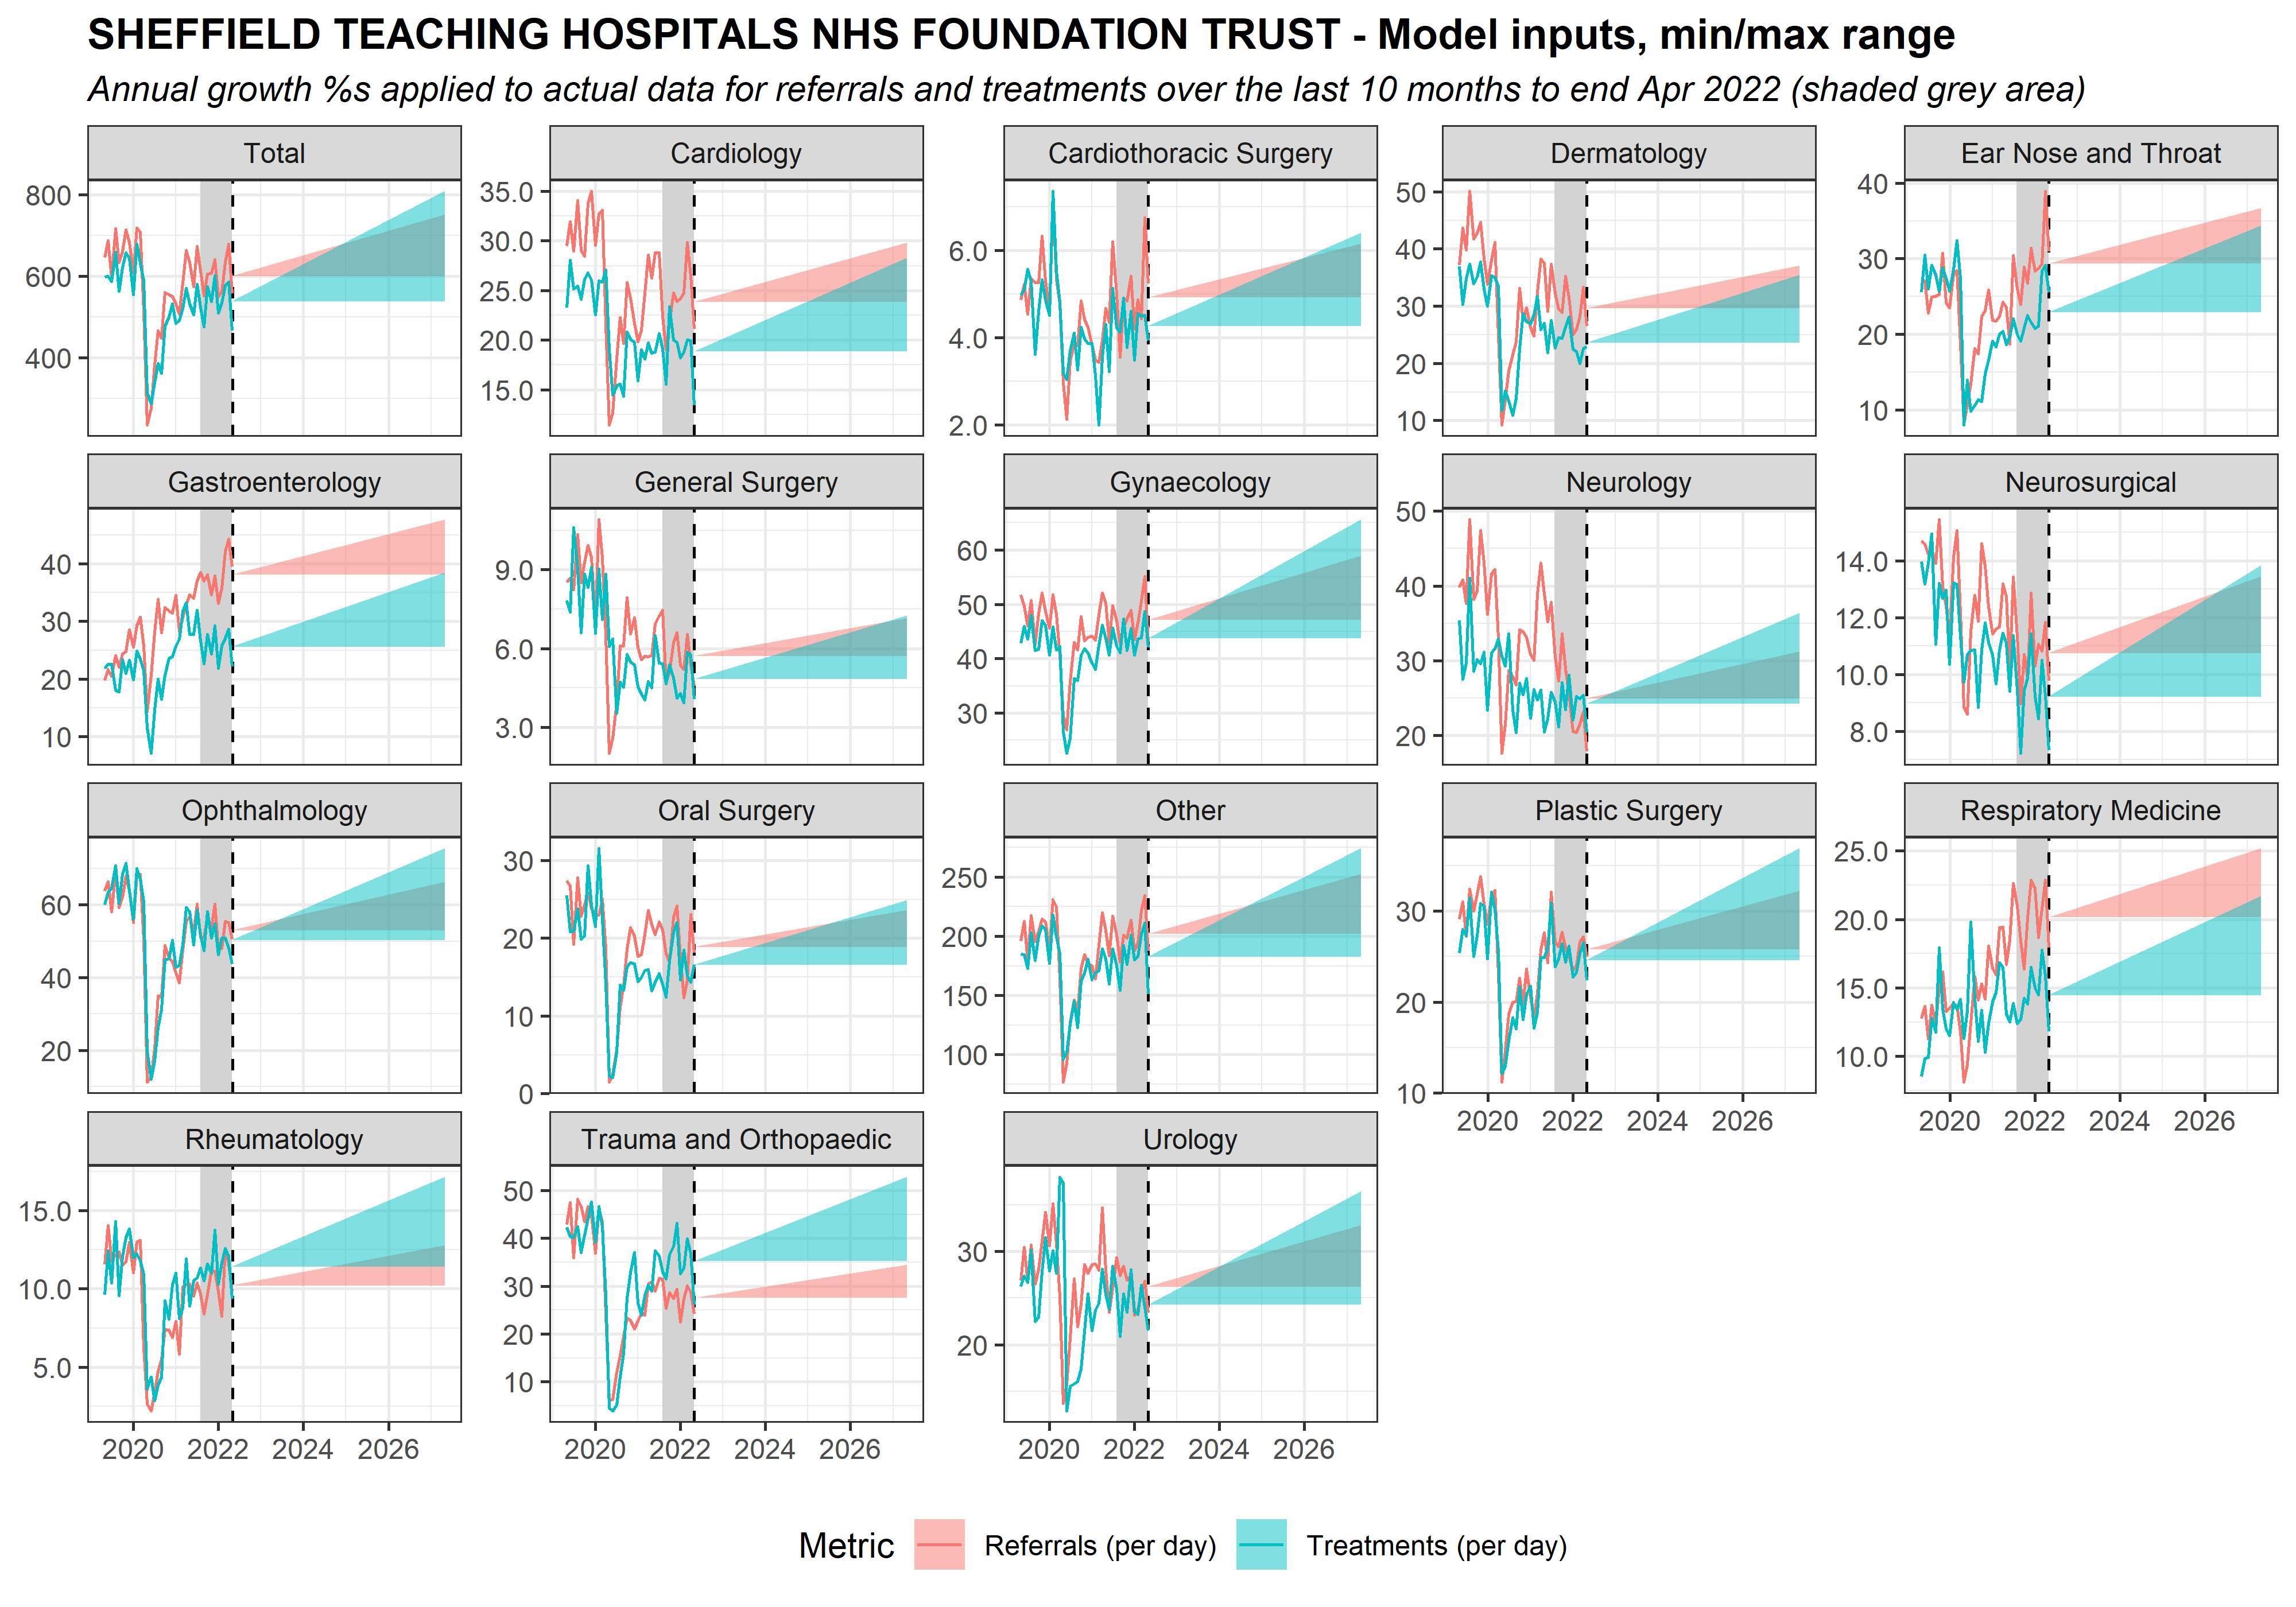 SHEFFIELD TEACHING HOSPITALS NHS FOUNDATION TRUST - Model inputs, min/max range
Annual growth %s applied to actual data for referrals and treatments over the last 10 months to end Apr 2022 (shaded grey area)
Total
Cardiology
Cardiothoracic Surgery
Dermatology
Ear Nose and Throat
800
600
400
35.0
30.0
25.0
20.0
15.0
6.0
4.0
2.0
50
40
30
20
10
40
30
20
10
Gastroenterology
General Surgery
Gynaecology
Neurology
Neurosurgical
40
30
20
10
9.0
6.0
3.0
60
50
40
30
50
40
30
20
14.0
12.0
10.0
8.0
Ophthalmology
Oral Surgery
Other
Plastic Surgery
Respiratory Medicine
60
40
20
30
20
10
0
250
200
150
100
30
20
10
25.0
20.0
15.0
10.0
2020 2022 2024 2026
2020 2022 2024 2026
Rheumatology
Trauma and Orthopaedic
Urology
15.0
10.0
5.0
50
40
30
20
10
30
20
2020 2022 2024 2026
2020 2022 2024 2026
2020 2022 2024 2026
Metric Referrals (per day) Treatments (per day)